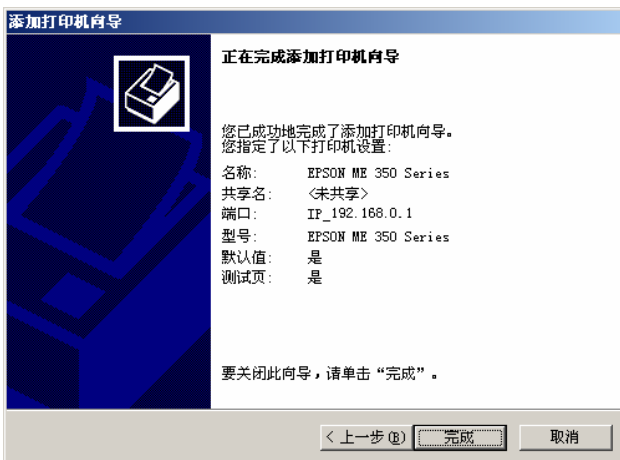 添加打印机向导
正在完成添加打印机向导
您已成功地完成了添加打印机向导。
您指定了以下打印机设置:
名称: EPSON ME 350 Series
共享名: <未共享>
端口: IP_192.168.0.1
型号: EPSON ME 350 Series
默认值: 是
测试页: 是
要关闭此向导，请单击“完成”。
< 上一步(B) 完成 取消